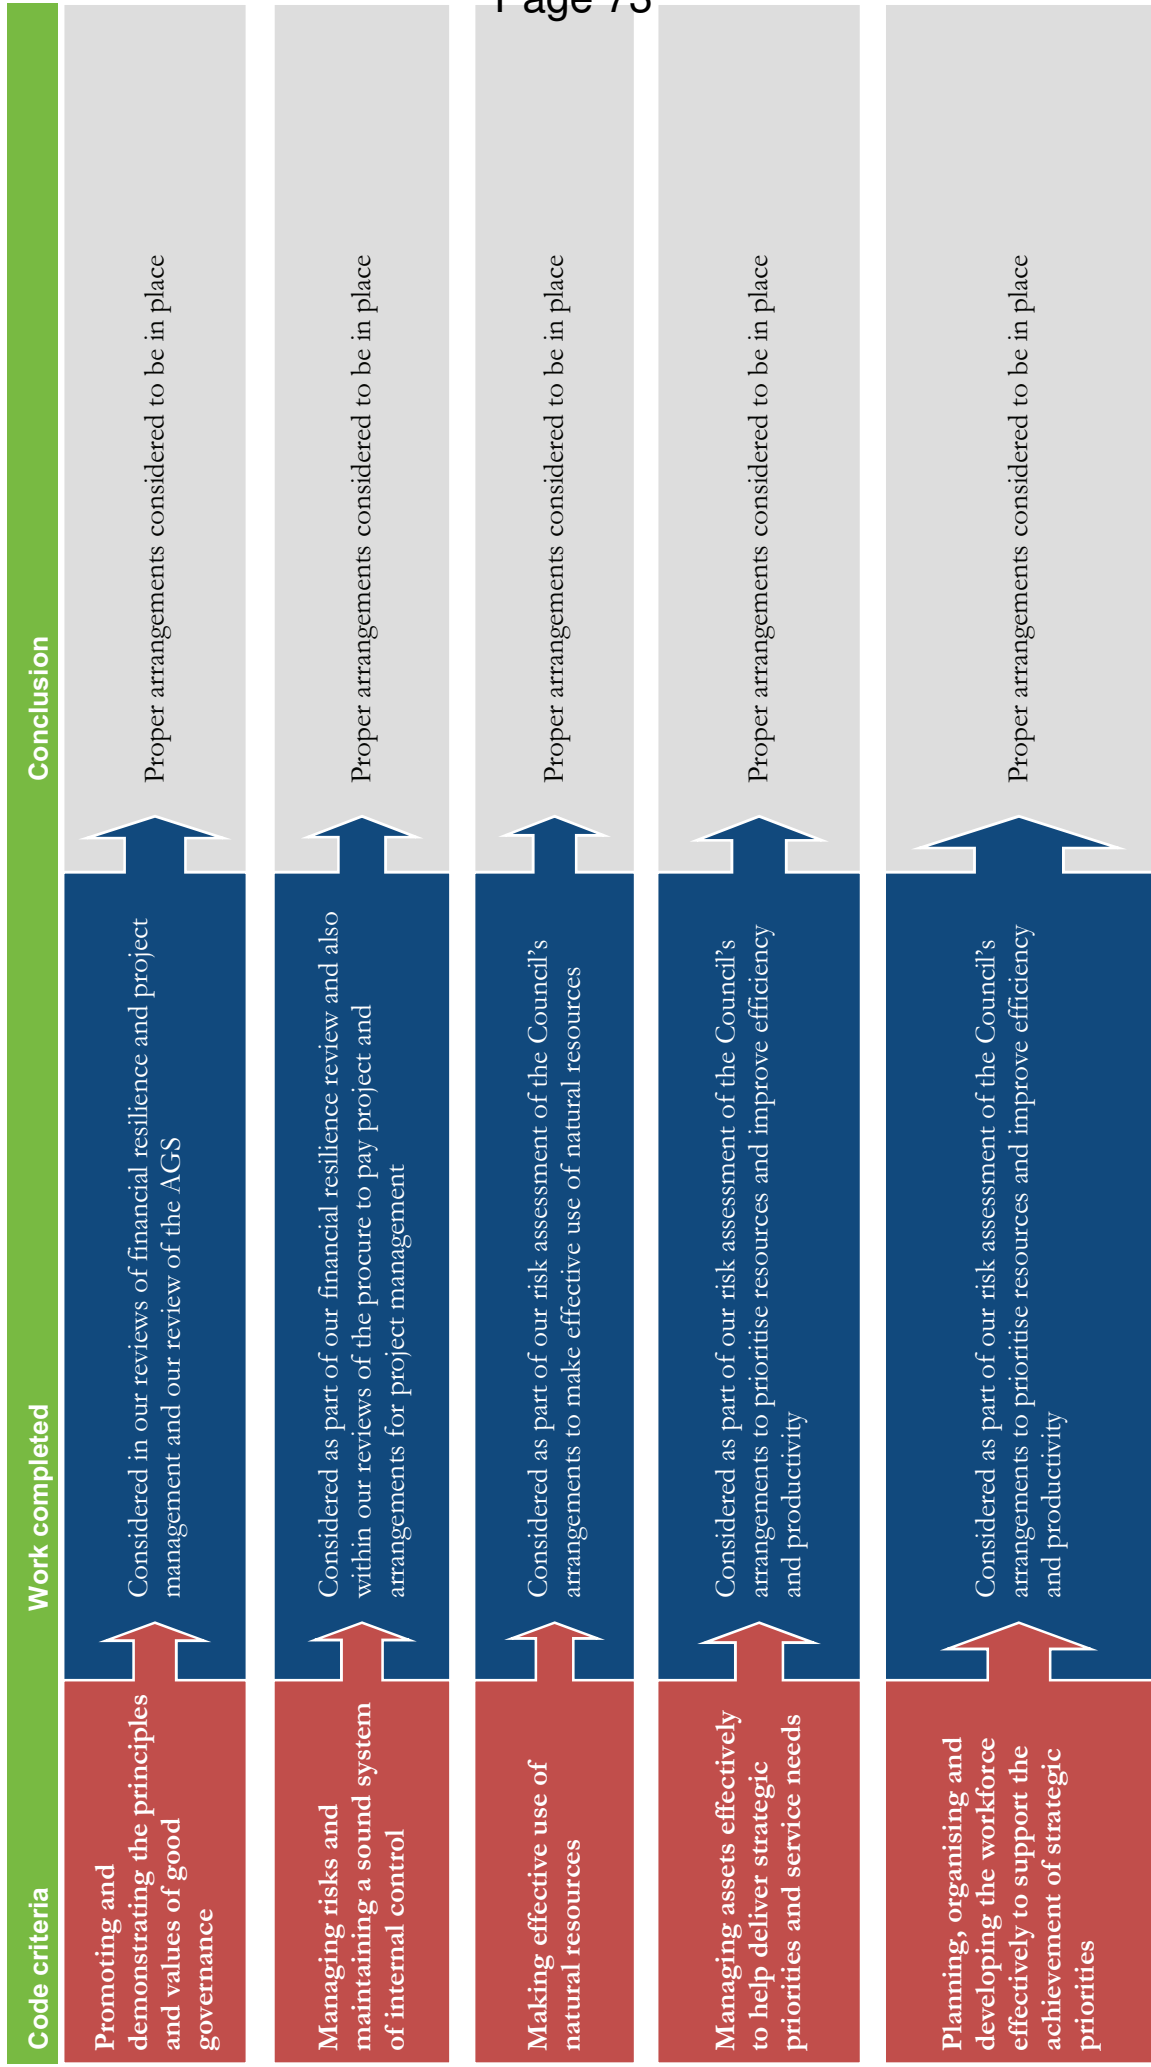 Page 73
Code criteria
Work completed
Conclusion
Promoting and
demonstrating the principles
and values of good
governance
Considered in our reviews of financial resilience and project
management and our review of the AGS
Proper arrangements considered to be in place
Managing risks and
maintaining a sound system
of internal control
Considered as part of our financial resilience review and also
within our reviews of the procure to pay project and
arrangements for project management
Proper arrangements considered to be in place
Making effective use of
natural resources
Considered as part of our risk assessment of the Council’s
arrangements to make effective use of natural resources
Proper arrangements considered to be in place
Managing assets effectively
to help deliver strategic
priorities and service needs
Considered as part of our risk assessment of the Council’s
arrangements to prioritise resources and improve efficiency
and productivity
Proper arrangements considered to be in place
Planning, organising and
developing the workforce
effectively to support the
achievement of strategic
priorities
Considered as part of our risk assessment of the Council’s
arrangements to prioritise resources and improve efficiency
and productivity
Proper arrangements considered to be in place